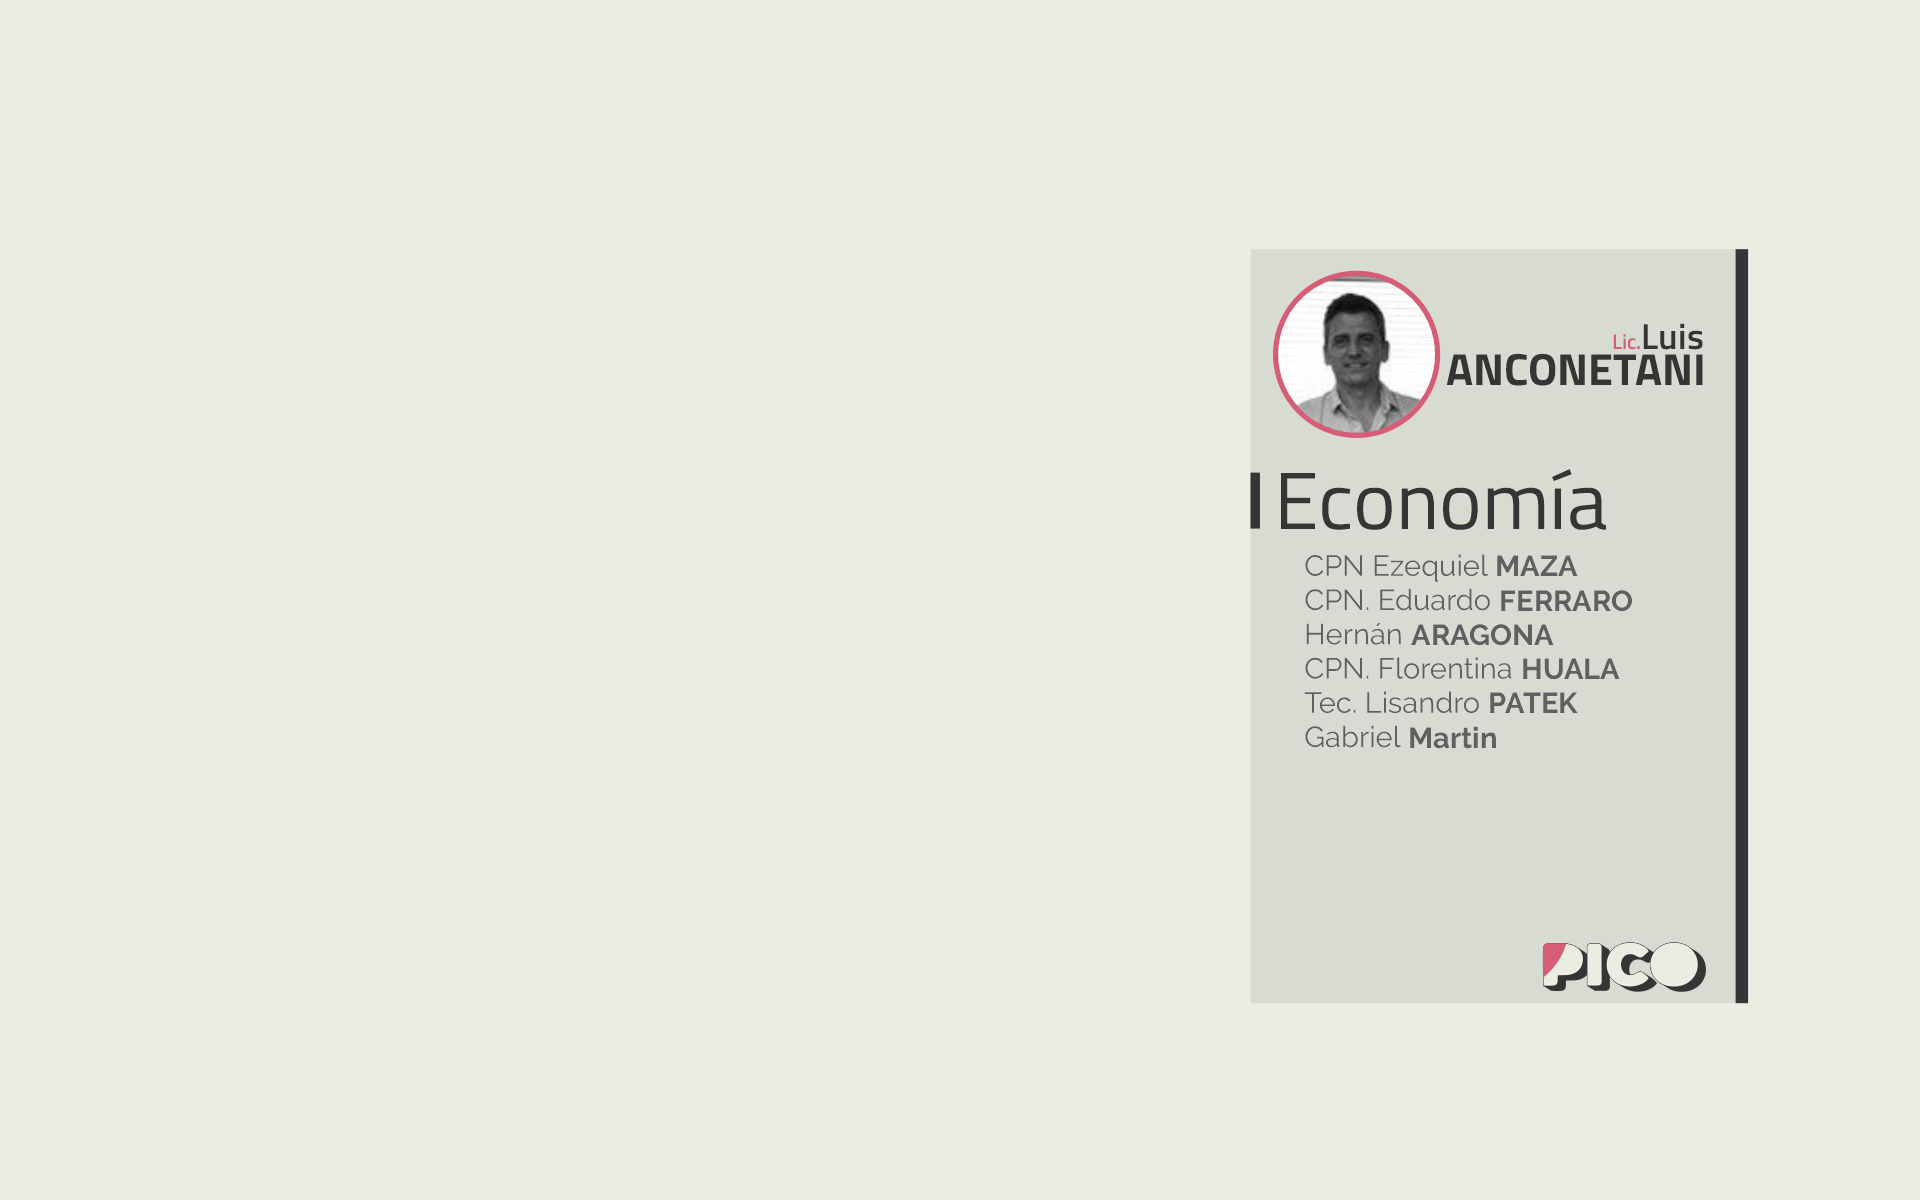 Lic. Luis
ANCONETANI
Economía
CPN Ezequiel MAZA
CPN. Eduardo FERRARO
Hernán ARAGONA
CPN. Florentina HUALA
Tec. Lisandro PATEK
Gabriel Martin
PICO